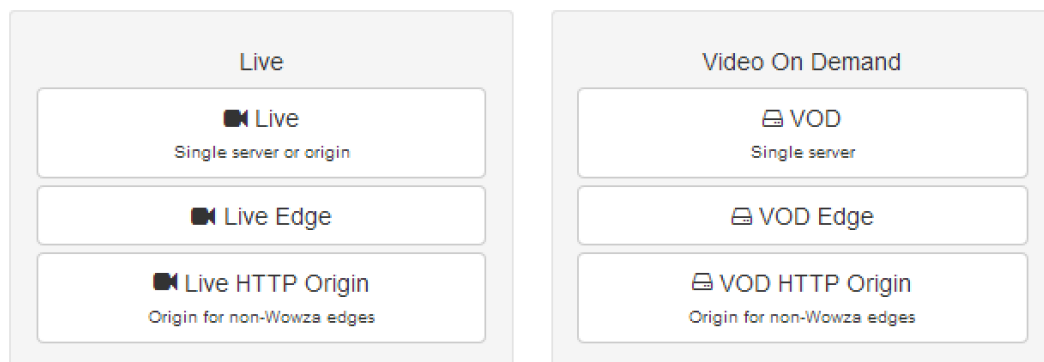 Live
Live
Single server or origin
Live Edge
Live HTTP Origin
Origin for non-Wowza edges
Video On Demand
VOD
Single server
VOD Edge
VOD HTTP Origin
Origin for non-Wowza edges